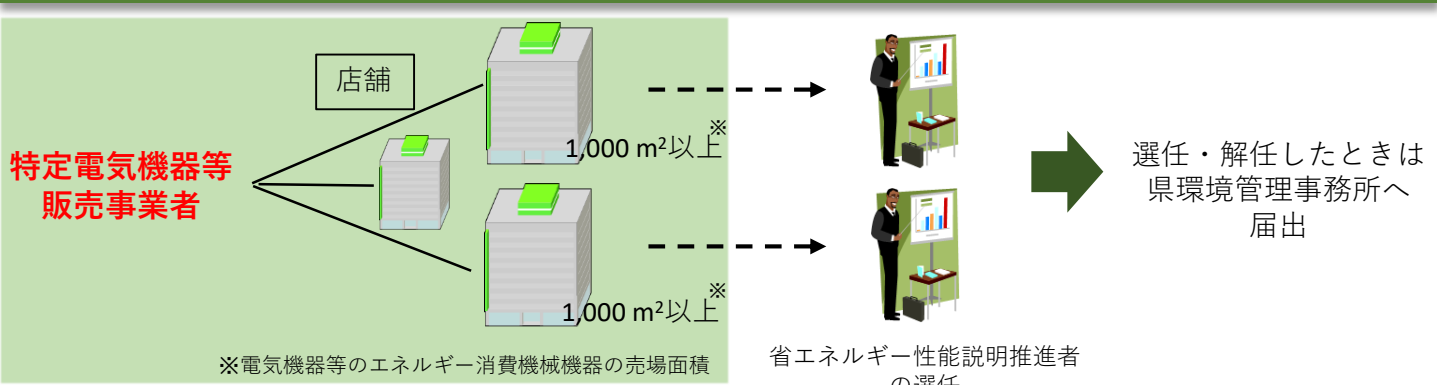 店舗
1,000 m²以上※
特定電気機器等
販売事業者
1,000 m²以上※
※電気機器等のエネルギー消費機械機器の売場面積
省エネルギー性能説明推進者
の選任
選任・解任したときは
県環境管理事務所へ
届出